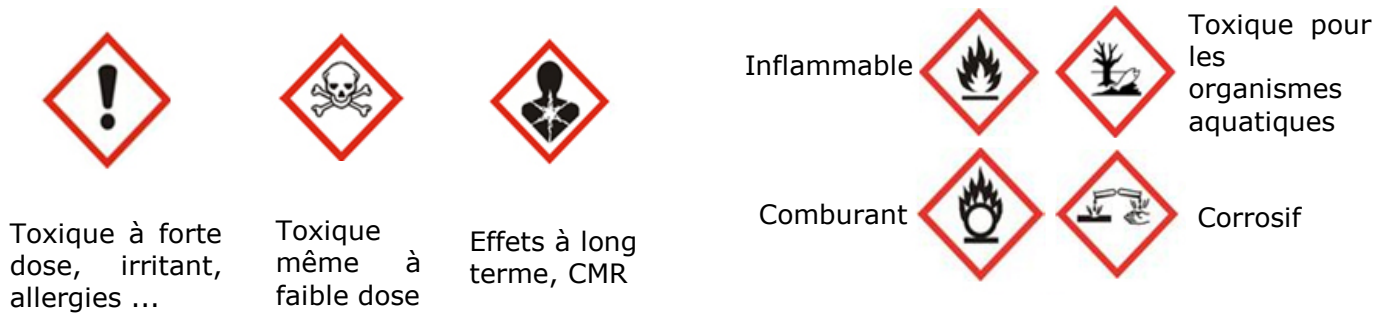 Toxique à forte
dose, irritant,
allergies ...
Toxique
même à
faible dose
Effets à long
terme, CMR
Inflammable
Toxique pour
les
organismes
aquatiques
Comburant
Corrosif